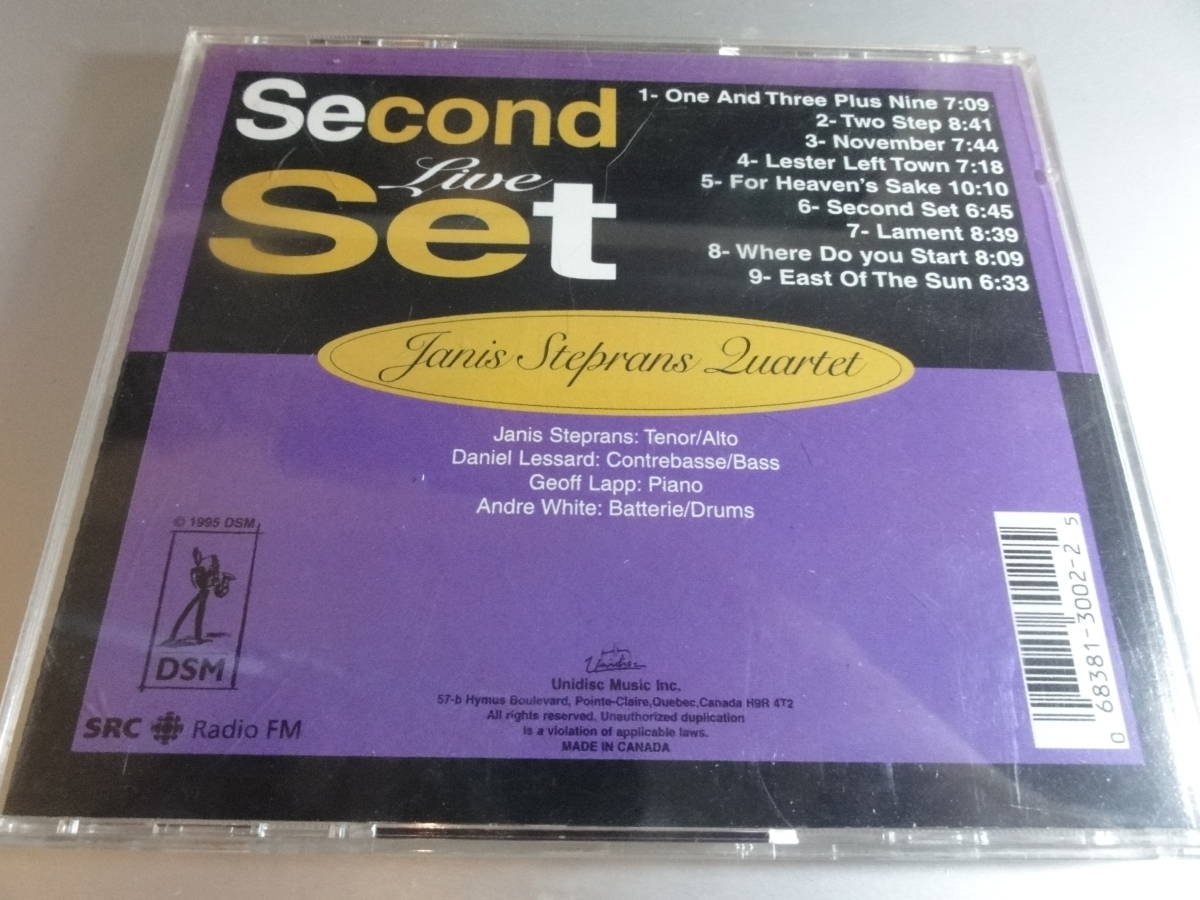 Second
Live
Set
1- One And Three Plus Nine 7:09
2- Two Step 8:41
3- November 7:44
4- Lester Left Town 7:18
5- For Heaven's Sake 10:10
6- Second Set 6:45
7- Lament 8:39
8- Where Do you Start 8:09
9- East Of The Sun 6:33
Janis Steprans Quartet
Janis Steprans: Tenor/Alto
Daniel Lessard: Contrebasse/Bass
Geoff Lapp: Piano
Andre White: Batterie/Drums
© 1995 DSM
DSM
SRC Radio FM
Unidisc
Unidisc Music Inc.
57-b Hymus Boulevard, Pointe-Claire,Quebec,Canada H9R 4T2
All rights reserved. Unauthorized duplication
is a violation of applicable laws.
MADE IN CANADA
0 68381-3002-2 5